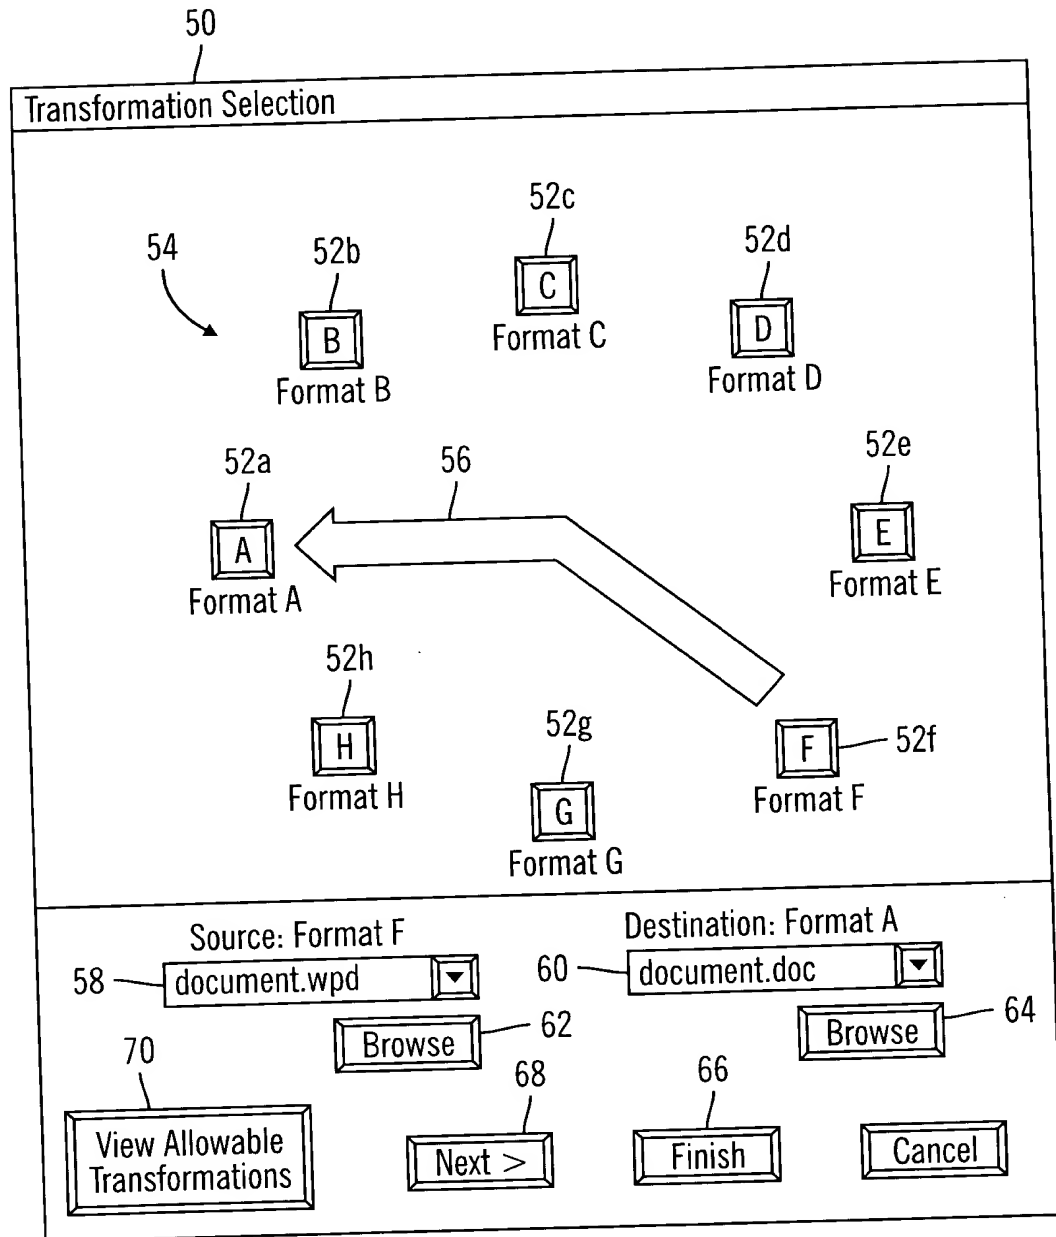 50
Transformation Selection
52c
54
52b
52d
C
B
D
Format C
Format B
Format D
52a
56
52e
A
E
Format A
Format E
52h
52g
H
F
52f
Format H
G
Format F
Format G
Source: Format F
Destination: Format A
58
document.wpd
60
document.doc
Browse
62
Browse
64
70
68
66
View Allowable
Transformations
Next >
Finish
Cancel